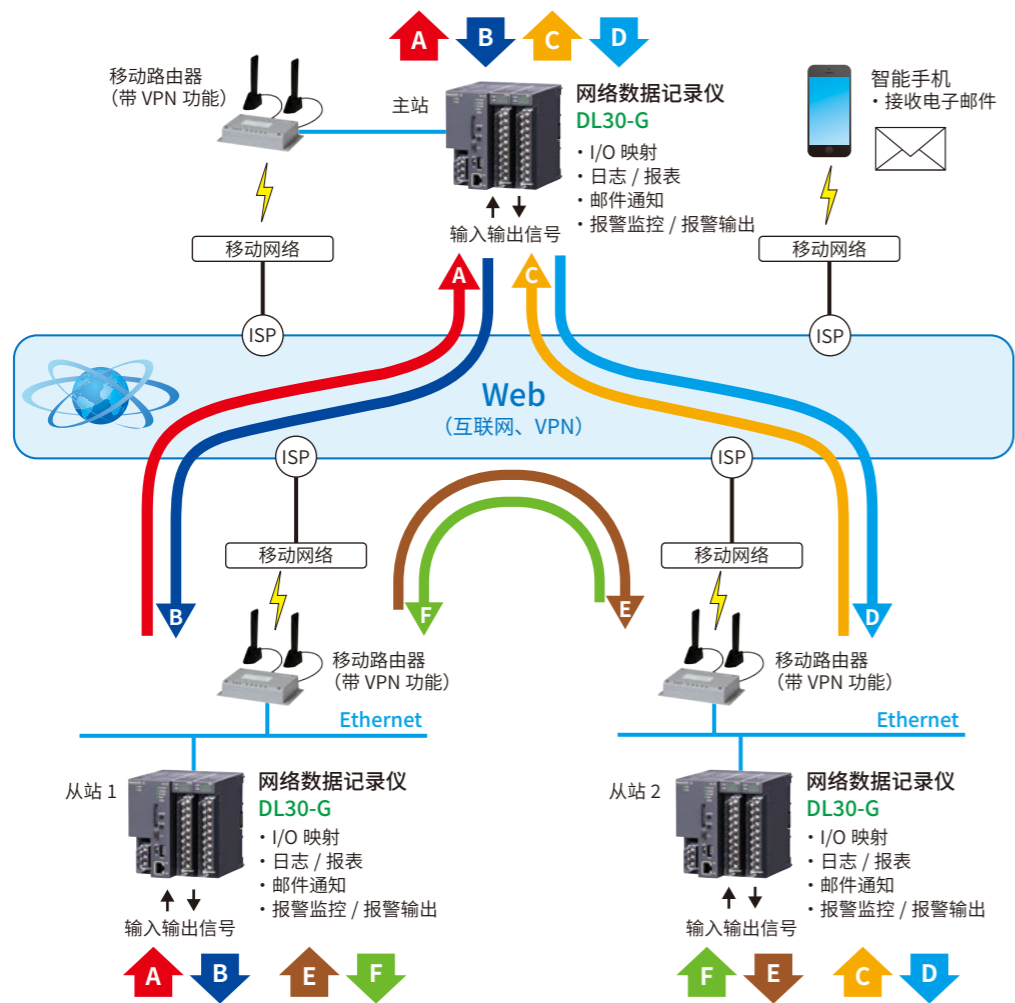 A
B
C
D
移动路由器
（带 VPN 功能）
主站
网络数据记录仪
DL30-G
・I/O 映射
・日志 / 报表
・邮件通知
・报警监控 / 报警输出
输入输出信号
智能手机
・接收电子邮件
移动网络
移动网络
A
C
ISP
ISP
Web
（互联网、VPN）
ISP
ISP
移动网络
移动网络
B
F
E
D
移动路由器
（带 VPN 功能）
移动路由器
（带 VPN 功能）
Ethernet
Ethernet
从站 1
网络数据记录仪
DL30-G
・I/O 映射
・日志 / 报表
・邮件通知
・报警监控 / 报警输出
输入输出信号
从站 2
网络数据记录仪
DL30-G
・I/O 映射
・日志 / 报表
・邮件通知
・报警监控 / 报警输出
输入输出信号
A
B
E
F
F
E
C
D